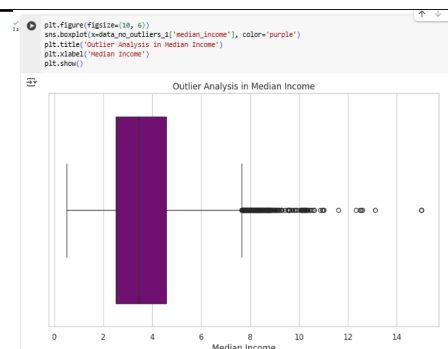 plt.figure(figsize=(10, 6))
sns.boxplot(x=data_no_outliers_1['median_income'], color='purple')
plt.title('Outlier Analysis in Median Income')
plt.xlabel('Median Income')
plt.show()
Outlier Analysis in Median Income
0 2 4 6 8 10 12 14
Median Income